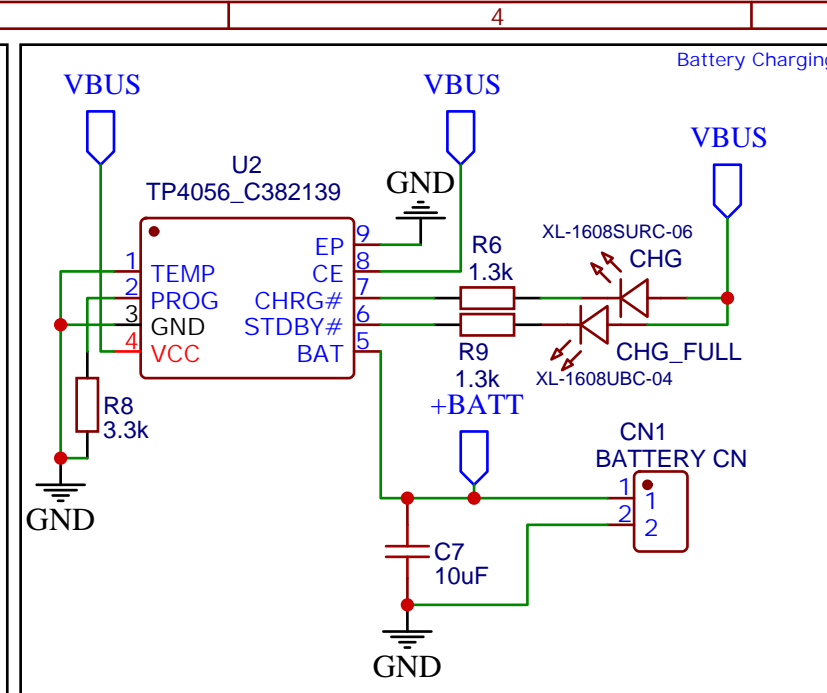 4
Battery Charging
VBUS
VBUS
VBUS
U2
TP4056_C382139
GND
1
2
3
4
TEMP
PROG
GND
VCC
EP
CE
CHRG#
STDBY#
BAT
9
8
7
6
5
R6
1.3k
XL-1608SURC-06
CHG
R9
1.3k
CHG_FULL
XL-1608UBC-04
R8
3.3k
GND
+BATT
CN1
BATTERY CN
1
2
1
2
C7
10uF
GND